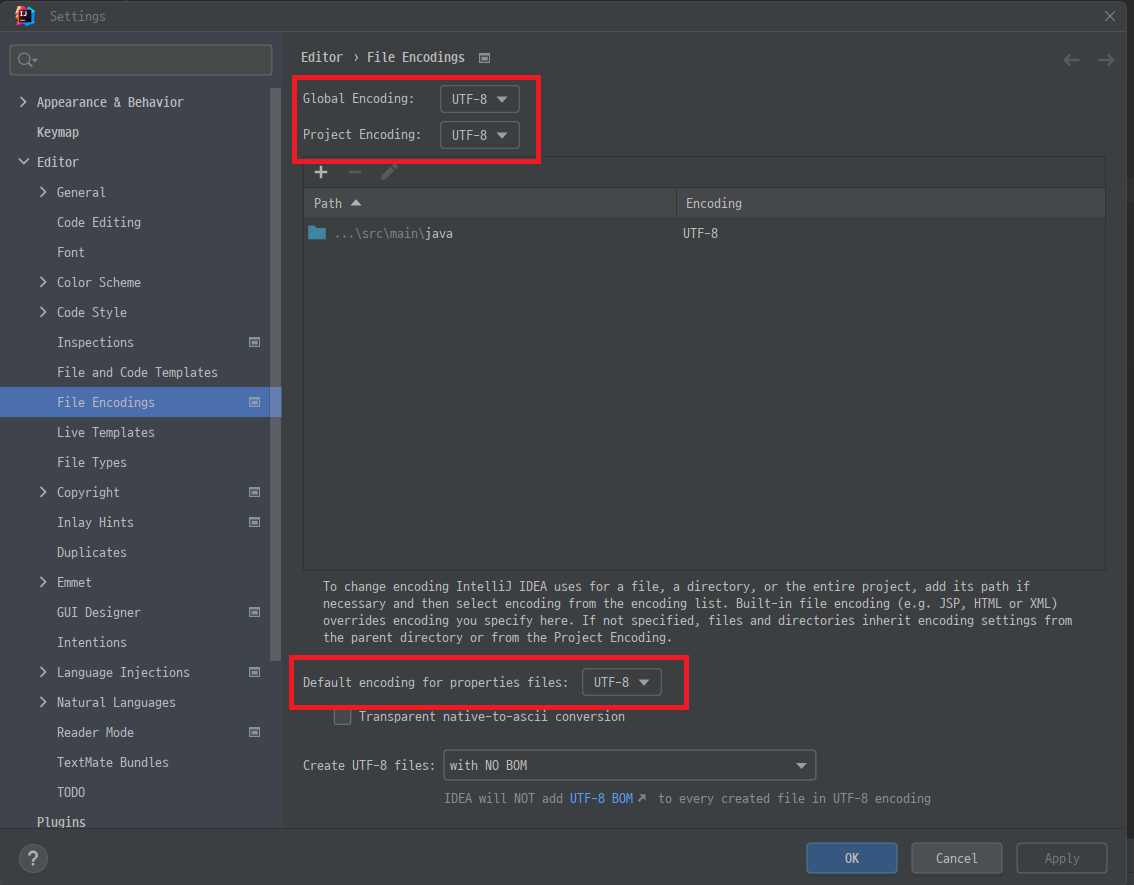 Settings
Appearance & Behavior
Keymap
Editor
General
Code Editing
Font
Color Scheme
Code Style
Inspections
File and Code Templates
File Encodings
Live Templates
File Types
Copyright
Inlay Hints
Duplicates
Emmet
GUI Designer
Intentions
Language Injections
Natural Languages
Reader Mode
TextMate Bundles
TODO
Plugins
Editor › File Encodings
Global Encoding: UTF-8
Project Encoding: UTF-8
Path Encoding
...\src\main\java UTF-8
To change encoding IntelliJ IDEA uses for a file, a directory, or the entire project, add its path if
necessary and then select encoding from the encoding list. Built-in file encoding (e.g. JSP, HTML or XML)
overrides encoding you specify here. If not specified, files and directories inherit encoding settings from
the parent directory or from the Project Encoding.
Default encoding for properties files: UTF-8
Transparent native-to-ascii conversion
Create UTF-8 files: with NO BOM
IDEA will NOT add UTF-8 BOM↗ to every created file in UTF-8 encoding
?
OK Cancel Apply